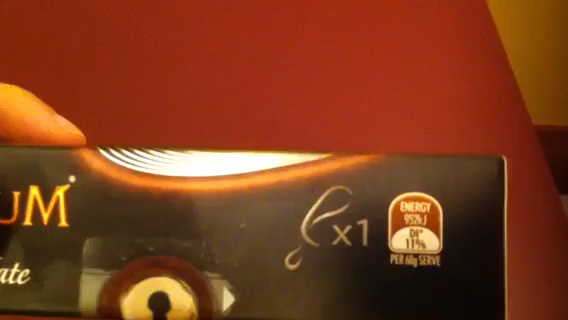 UM
ate
x1
ENERGY
952kJ
DI*
11%
PER 68g SERVE